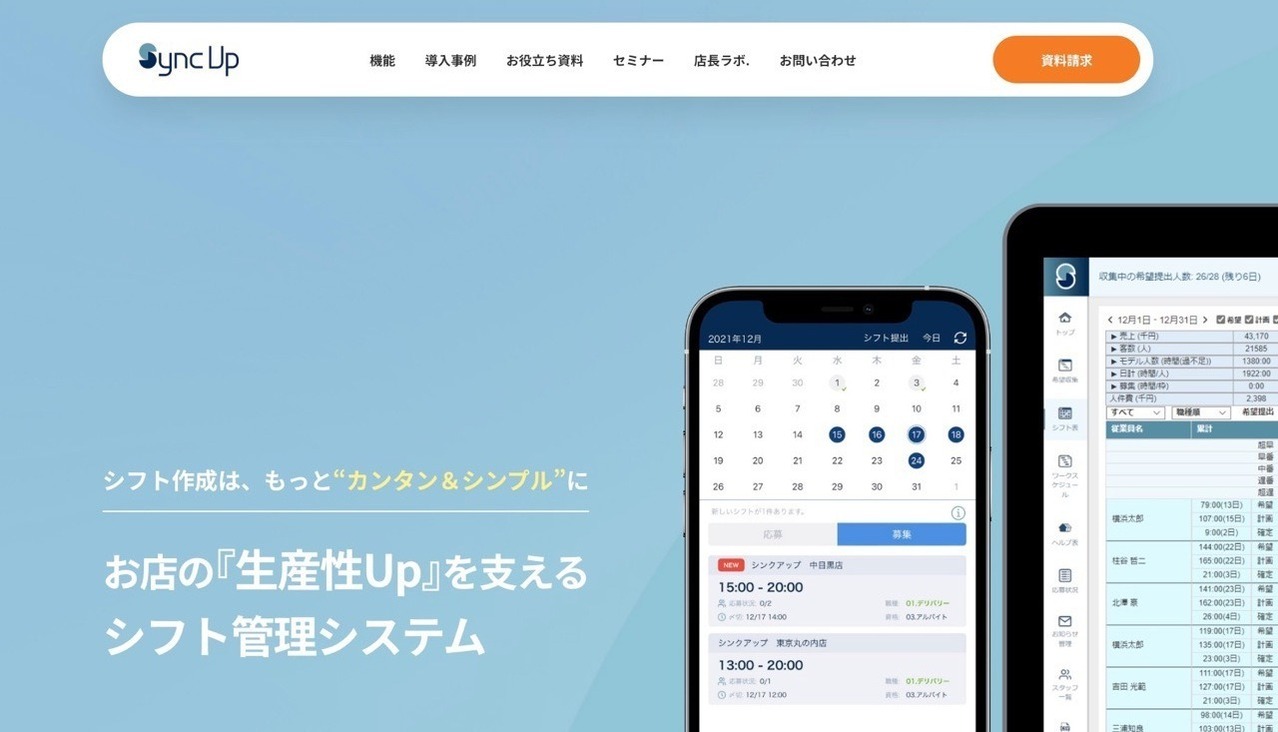 Sync Up
機能 導入事例 お役立ち資料 セミナー 店長ラボ. お問い合わせ 資料請求
シフト作成は、もっと“カンタン＆シンプル”に
お店の『生産性Up』を支える
シフト管理システム
2021年12月 シフト提出 今日
日 月 火 水 木 金 土
28 29 30 1 2 3 4
5 6 7 8 9 10 11
12 13 14 15 16 17 18
19 20 21 22 23 24 25
26 27 28 29 30 31 1
新しいシフトが1件あります。
応募 募集
NEW シンクアップ 中目黒店
15:00 - 20:00
応募状況: 0/2 職種: 01.デリバリー
〆切: 12/17 14:00 資格: 03.アルバイト
シンクアップ 東京丸の内店
13:00 - 20:00
応募状況: 0/1 職種: 01.デリバリー
〆切: 12/17 12:00 資格: 03.アルバイト
収集中の希望提出人数: 26/28 (残り6日)
トップ
希望収集
シフト表
ワークス
ケジュー
ル
ヘルプ表
応募状況
お知らせ
管理
スタッフ
一覧
12月1日 - 12月31日 希望 計画
売上 (千円) 43,170
客数 (人) 21585
モデル人数 (時間(過不足)) 1380:00
日計 (時間/人) 1922:00
募集 (時間/枠) 0:00
人件費 (千円) 2,398
すべて 職種順 希望提出
従業員名 累計
超早
早番
中番
遅番
超遅
横浜太郎
79:00(13日) 希望
107:00(15日) 計画
9:00(2日) 確定
桂谷 哲二
144:00(22日) 希望
165:00(22日) 計画
21:00(3日) 確定
北澤 豪
141:00(23日) 希望
162:00(23日) 計画
26:00(4日) 確定
横浜太郎
119:00(17日) 希望
135:00(17日) 計画
23:00(3日) 確定
吉田 光範
111:00(17日) 希望
127:00(17日) 計画
21:00(3日) 確定
三浦知良
98:00(14日) 希望
103:00(13日) 計画